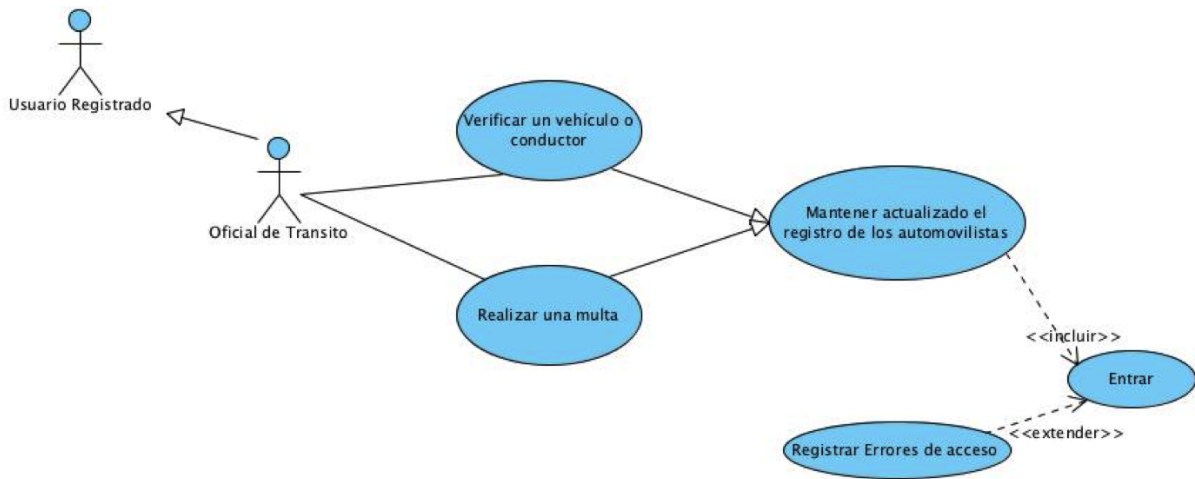 Usuario Registrado
Oficial de Transito
Verificar un vehículo o
conductor
Realizar una multa
Mantener actualizado el
registro de los automovilistas
<<incluir>>
Entrar
<<extender>>
Registrar Errores de acceso